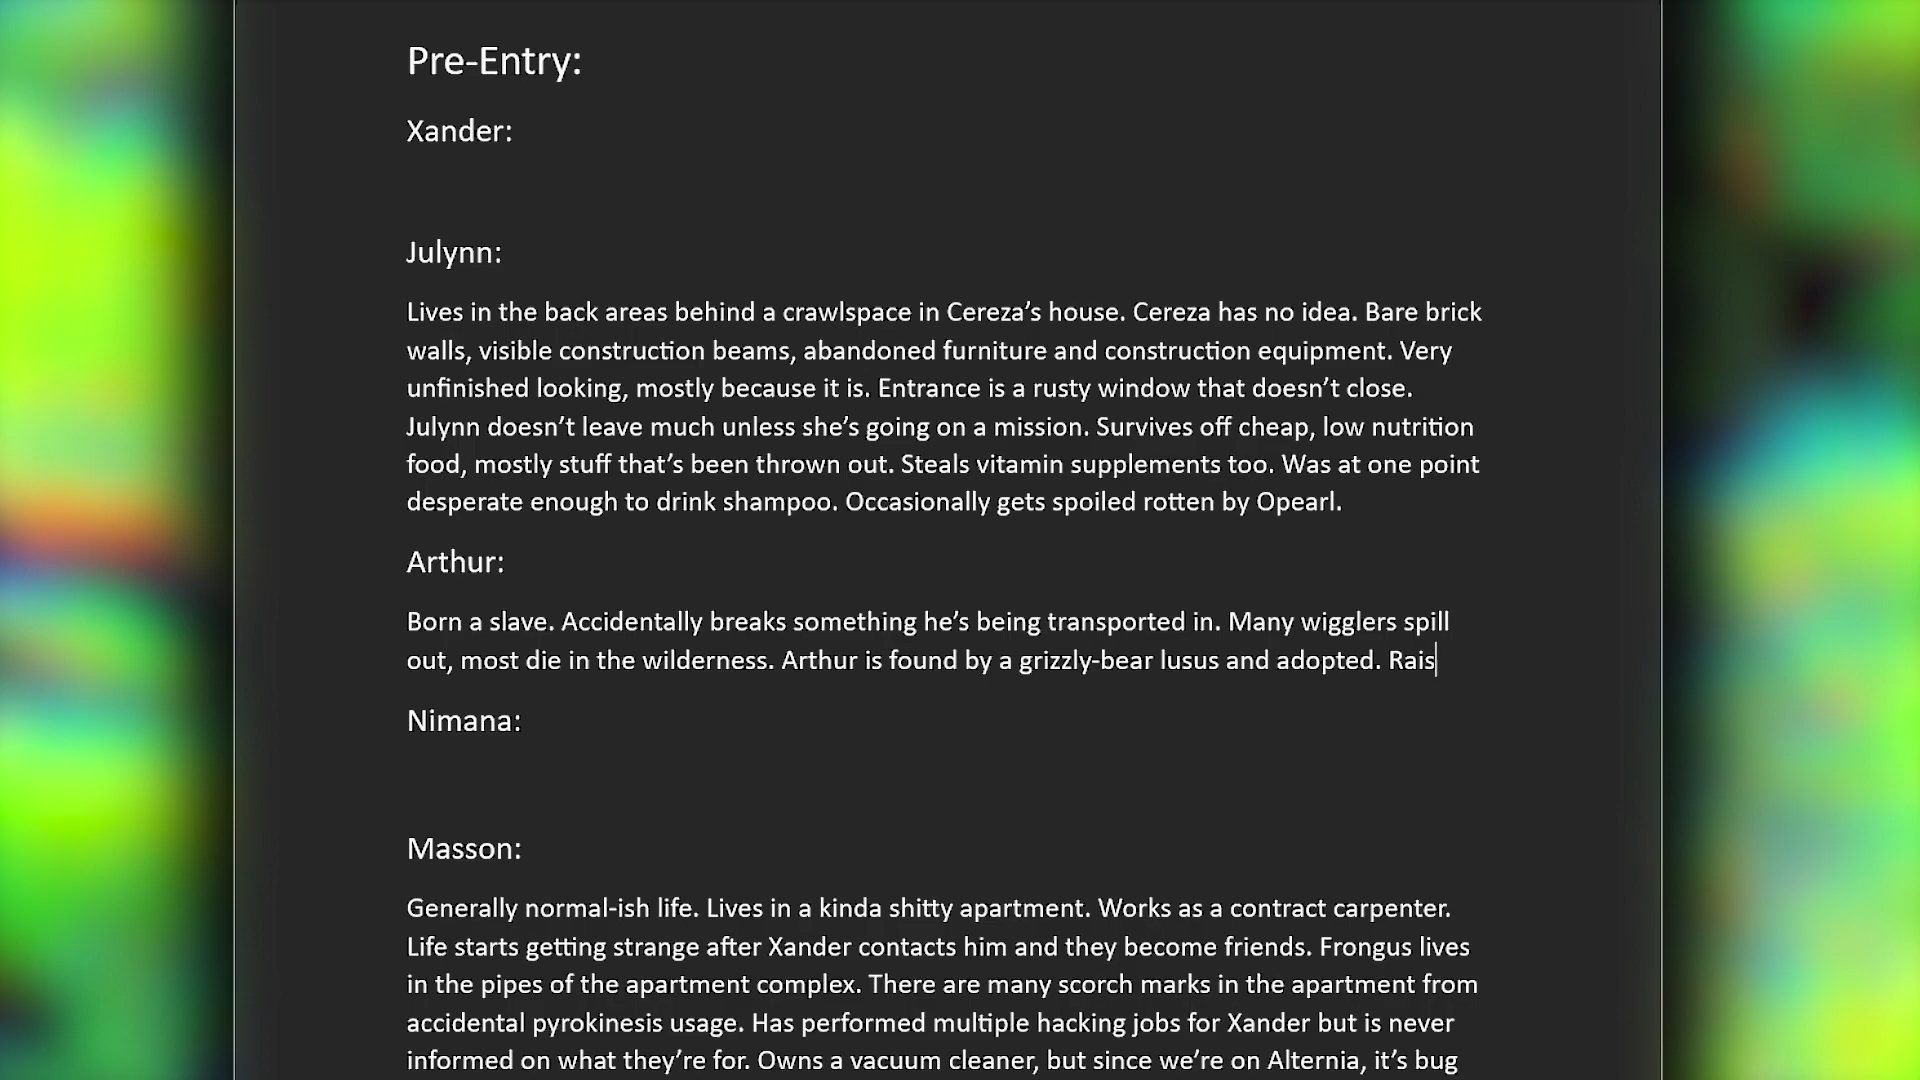 Pre-Entry:
Xander:
Julynn:
Lives in the back areas behind a crawlspace in Cereza’s house. Cereza has no idea. Bare brick
walls, visible construction beams, abandoned furniture and construction equipment. Very
unfinished looking, mostly because it is. Entrance is a rusty window that doesn’t close.
Julynn doesn’t leave much unless she’s going on a mission. Survives off cheap, low nutrition
food, mostly stuff that’s been thrown out. Steals vitamin supplements too. Was at one point
desperate enough to drink shampoo. Occasionally gets spoiled rotten by Opearl.
Arthur:
Born a slave. Accidentally breaks something he’s being transported in. Many wigglers spill
out, most die in the wilderness. Arthur is found by a grizzly-bear lusus and adopted. Rais
Nimana:
Masson:
Generally normal-ish life. Lives in a kinda shitty apartment. Works as a contract carpenter.
Life starts getting strange after Xander contacts him and they become friends. Frongus lives
in the pipes of the apartment complex. There are many scorch marks in the apartment from
accidental pyrokinesis usage. Has performed multiple hacking jobs for Xander but is never
informed on what they’re for. Owns a vacuum cleaner, but since we’re on Alternia, it’s bug